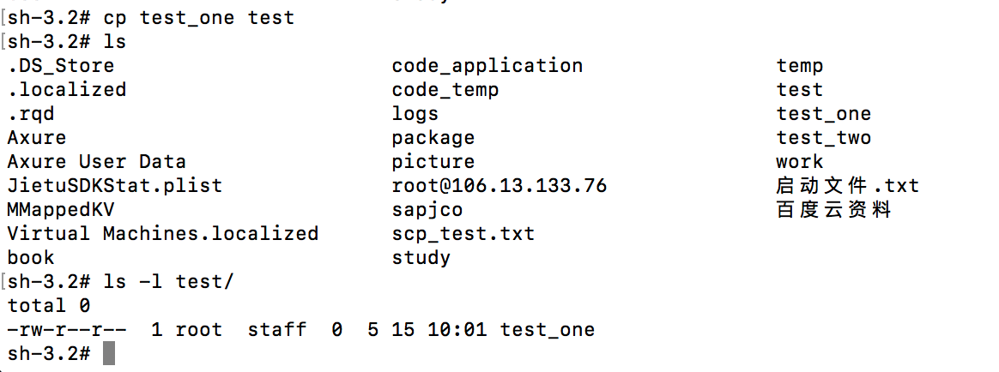 [sh-3.2# cp test_one test
[sh-3.2# ls
.DS_Store code_application temp
.localized code_temp test
.rqd logs test_one
Axure package test_two
Axure User Data picture work
JietuSDKStat.plist root@106.13.133.76 启动文件.txt
MMappedKV sapjco 百度云资料
Virtual Machines.localized scp_test.txt
book study
[sh-3.2# ls -l test/
total 0
-rw-r--r-- 1 root staff 0 5 15 10:01 test_one
sh-3.2#